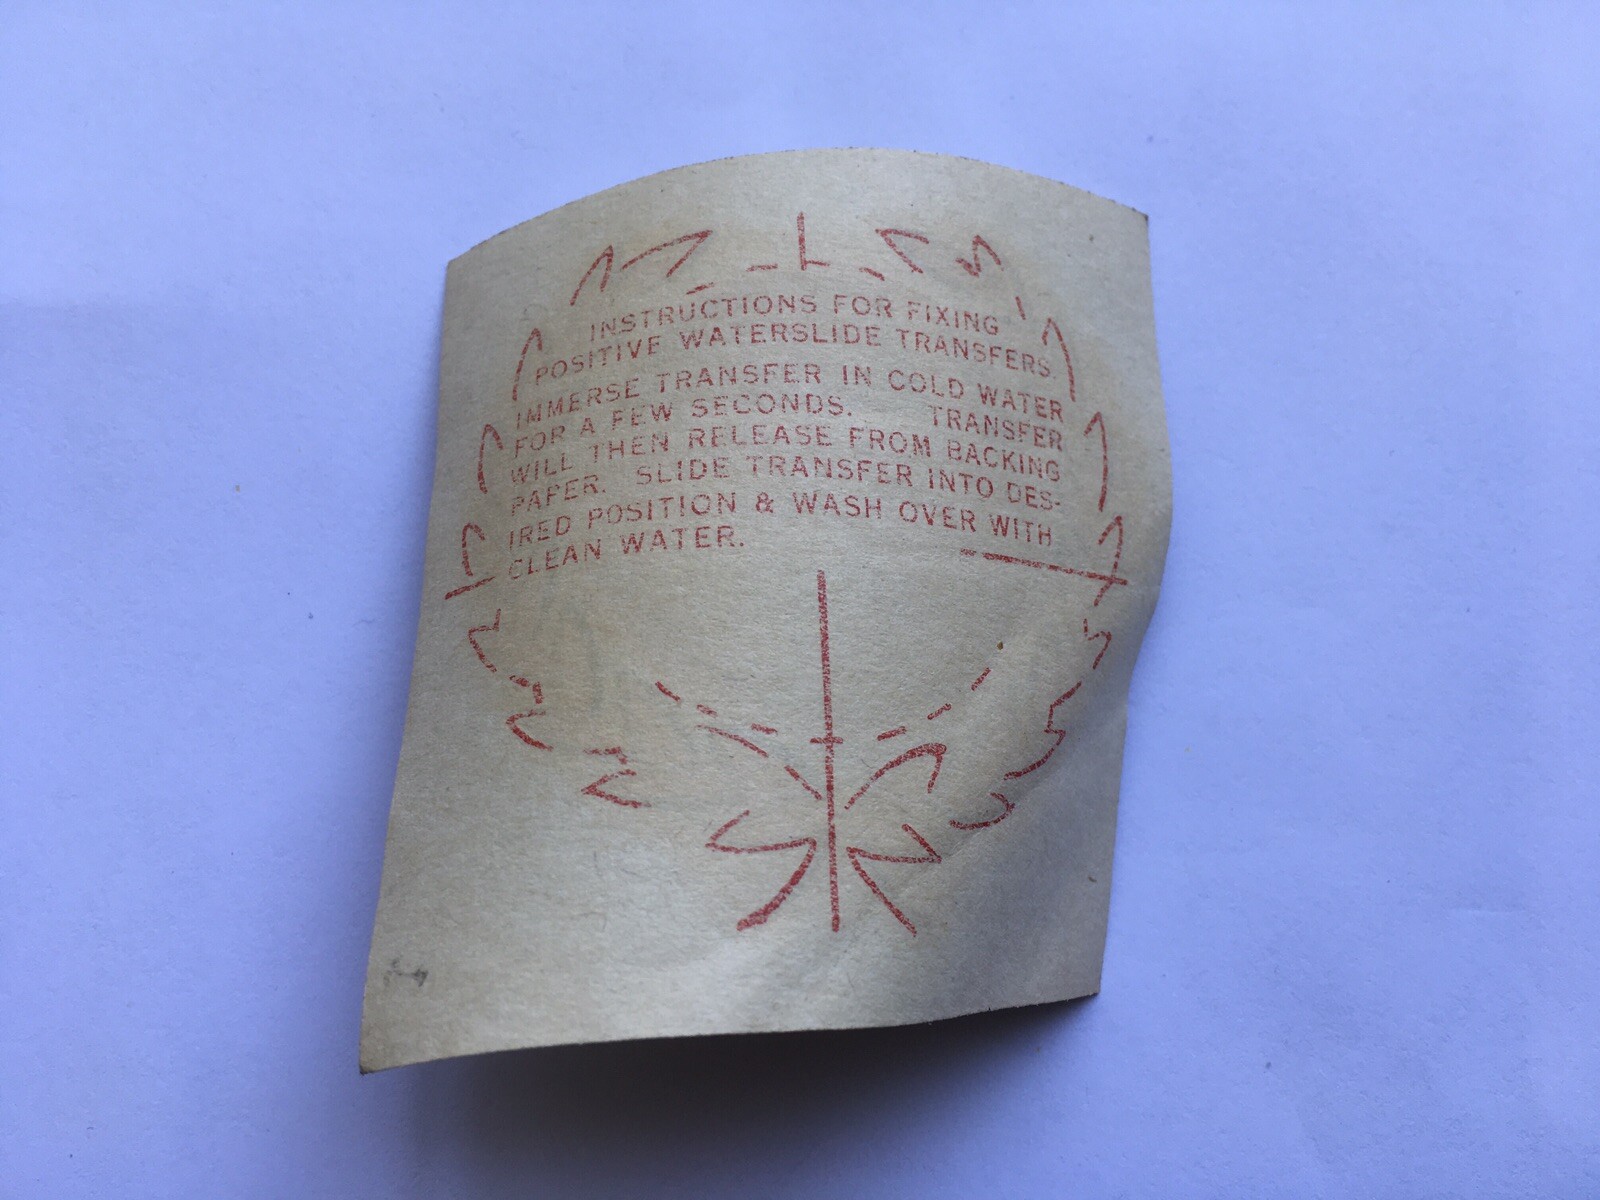 INSTRUCTIONS FOR FIXING
POSITIVE WATERSLIDE TRANSFERS.
IMMERSE TRANSFER IN COLD WATER
FOR A FEW SECONDS. TRANSFER
WILL THEN RELEASE FROM BACKING
PAPER. SLIDE TRANSFER INTO DES-
IRED POSITION & WASH OVER WITH
CLEAN WATER.